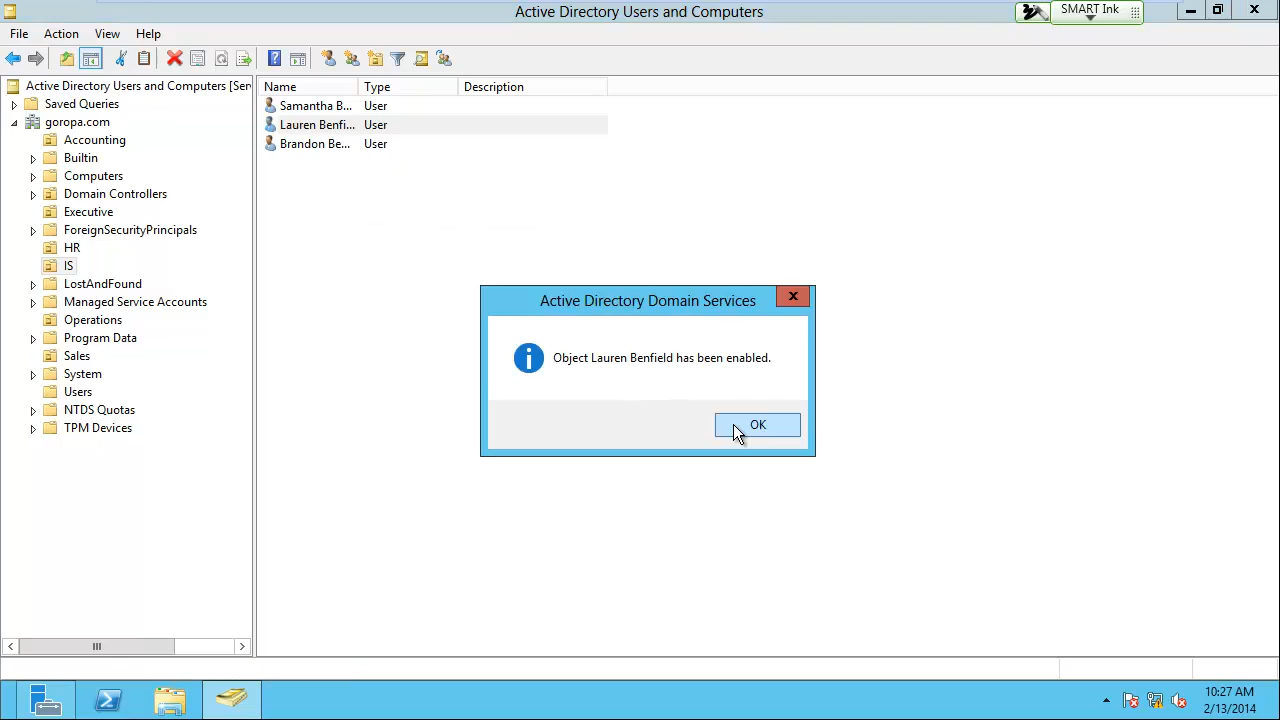 Active Directory Users and Computers
SMART Ink
File Action View Help
Active Directory Users and Computers [Ser
Saved Queries
goropa.com
Accounting
Builtin
Computers
Domain Controllers
Executive
ForeignSecurityPrincipals
HR
IS
LostAndFound
Managed Service Accounts
Operations
Program Data
Sales
System
Users
NTDS Quotas
TPM Devices
Name Type Description
Samantha B... User
Lauren Benfi... User
Brandon Be... User
Active Directory Domain Services
Object Lauren Benfield has been enabled.
OK
10:27 AM
2/13/2014